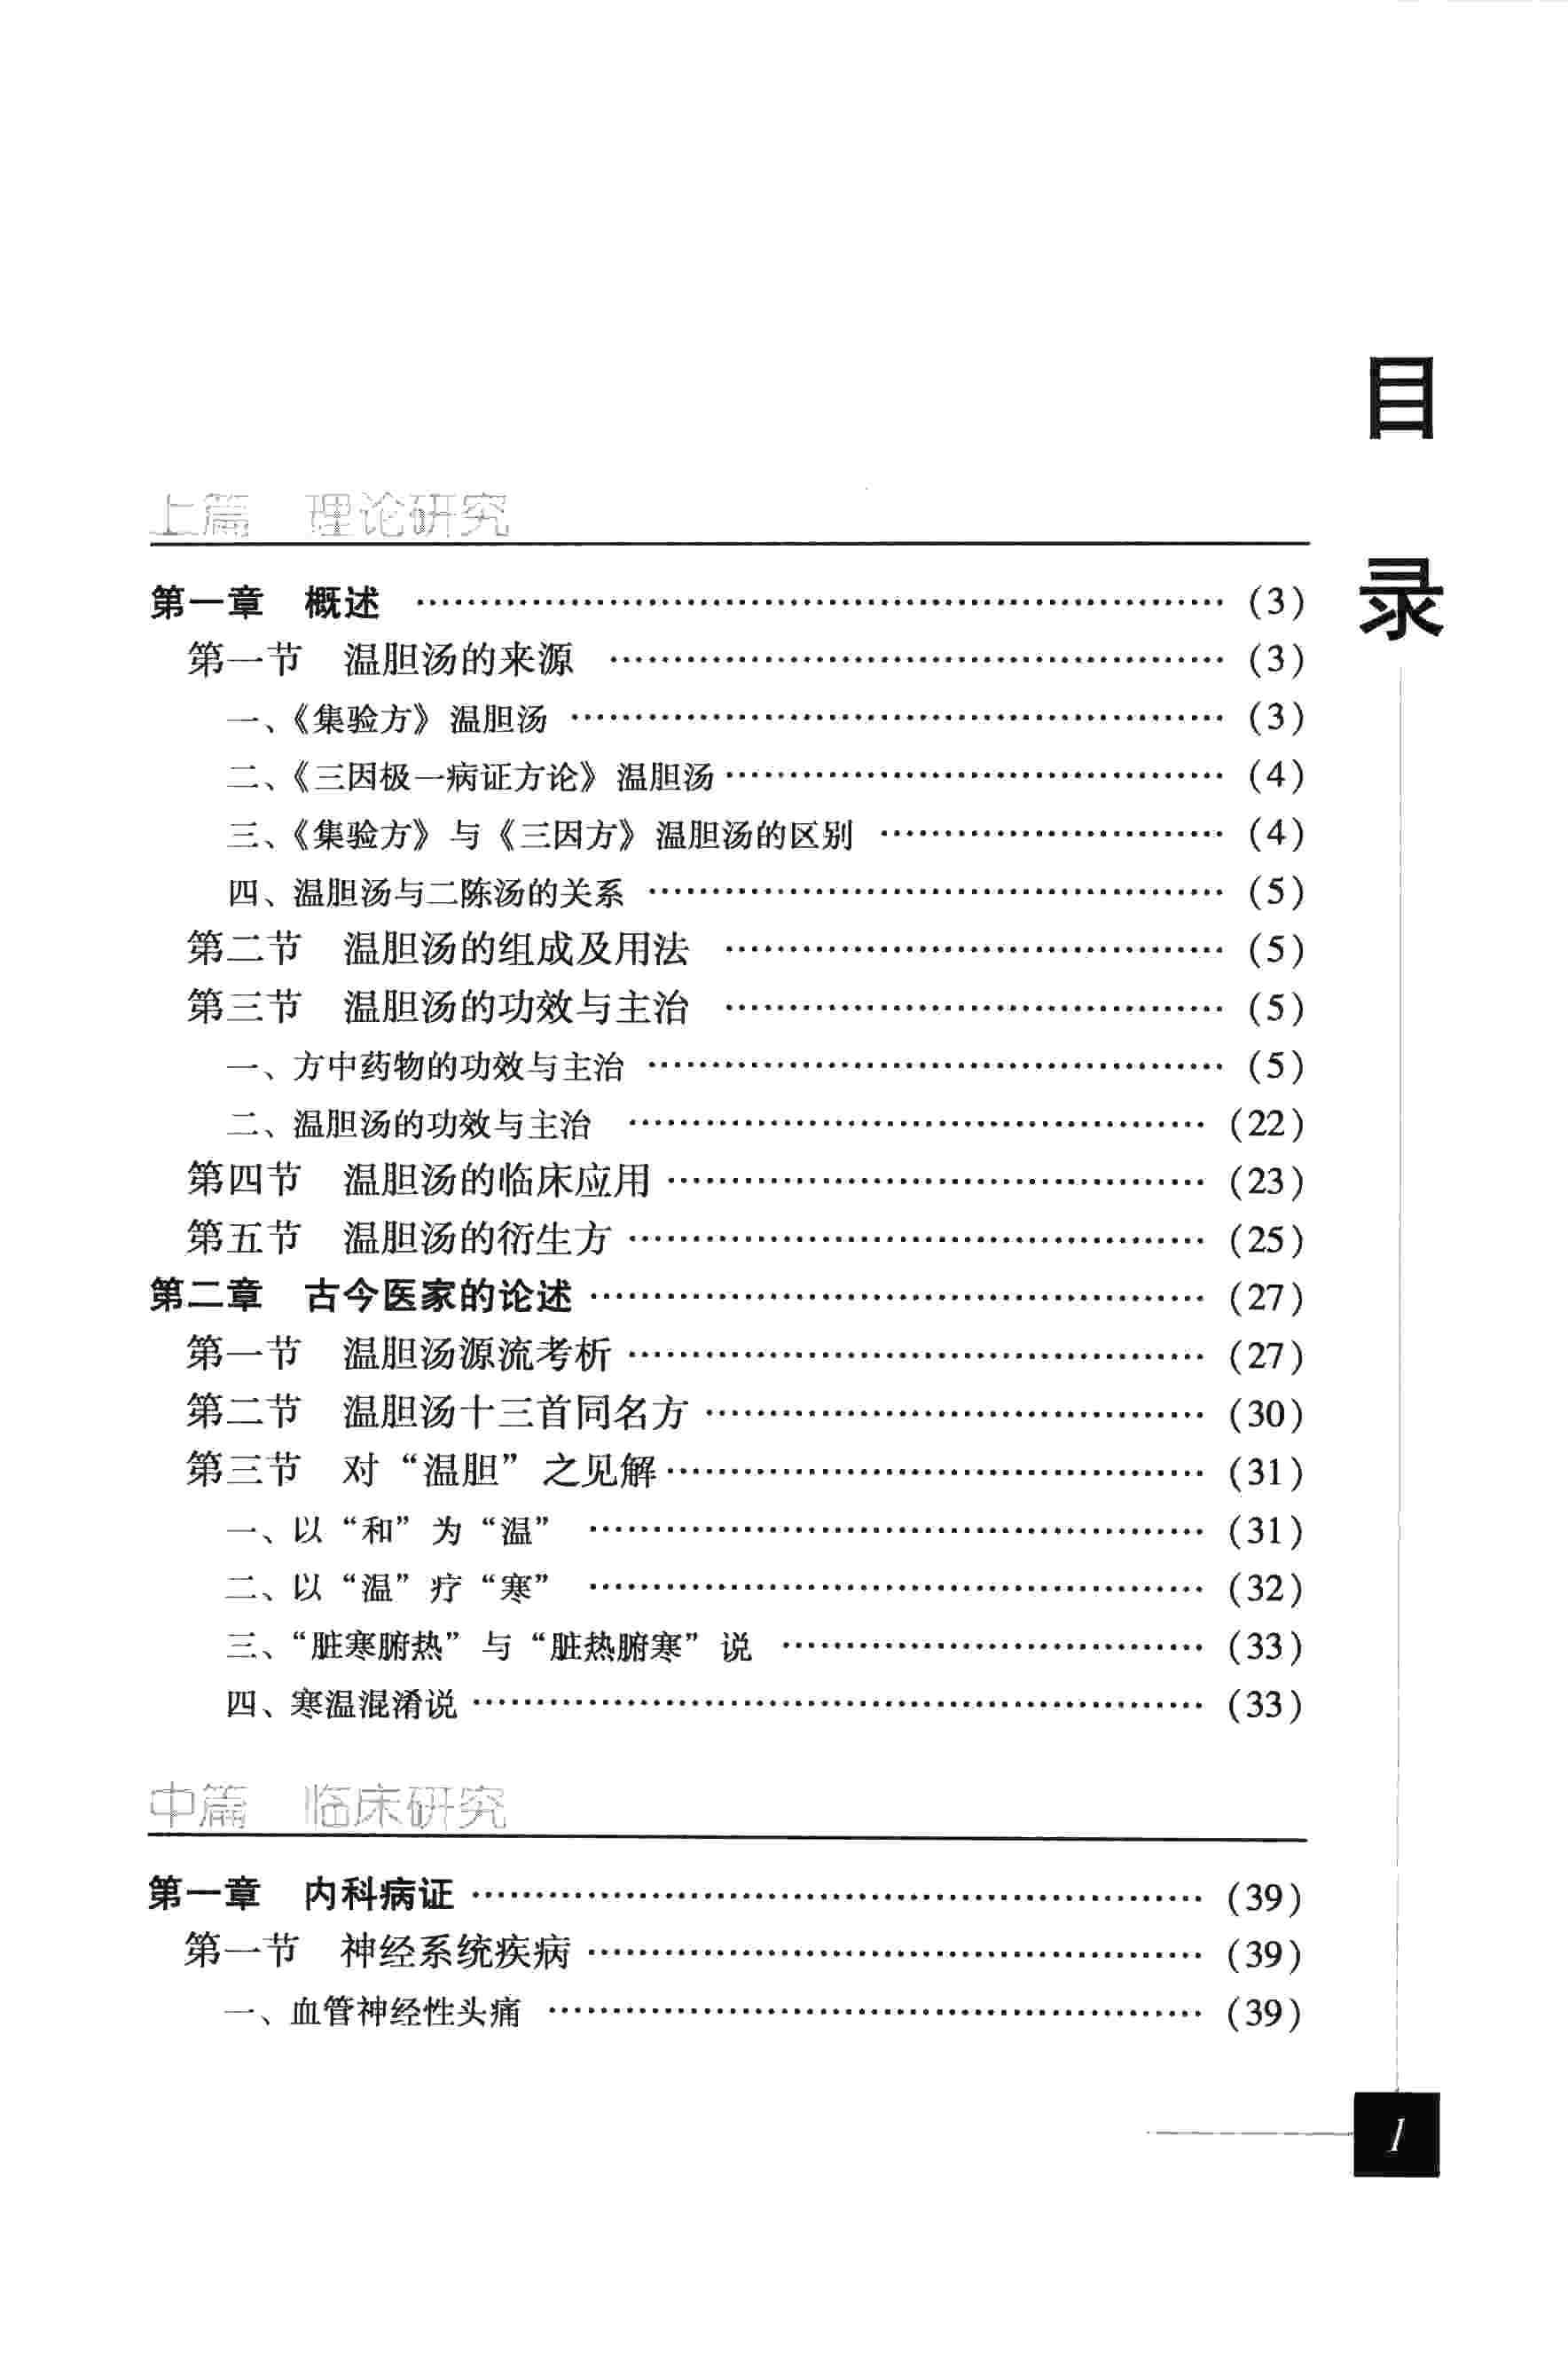 目录
上篇 理论研究
第一章 概述 …………………………………………………… (3)
第一节 温胆汤的来源 ……………………………………… (3)
一、《集验方》温胆汤 ………………………………………… (3)
二、《三因极一病证方论》温胆汤 ……………………………… (4)
三、《集验方》与《三因方》温胆汤的区别 …………………… (4)
四、温胆汤与二陈汤的关系 …………………………………… (5)
第二节 温胆汤的组成及用法 ……………………………… (5)
第三节 温胆汤的功效与主治 ……………………………… (5)
一、方中药物的功效与主治 …………………………………… (5)
二、温胆汤的功效与主治 ……………………………………… (22)
第四节 温胆汤的临床应用 ………………………………… (23)
第五节 温胆汤的衍生方 …………………………………… (25)
第二章 古今医家的论述 ……………………………………… (27)
第一节 温胆汤源流考析 …………………………………… (27)
第二节 温胆汤十三首同名方 ……………………………… (30)
第三节 对“温胆”之见解 …………………………………… (31)
一、以“和”为“温” ………………………………………… (31)
二、以“温”疗“寒” ………………………………………… (32)
三、“脏寒腑热”与“脏热腑寒”说 ………………………… (33)
四、寒温混淆说 ……………………………………………… (33)
中篇 临床研究
第一章 内科病证 ……………………………………………… (39)
第一节 神经系统疾病 ……………………………………… (39)
一、血管神经性头痛 ………………………………………… (39)
1